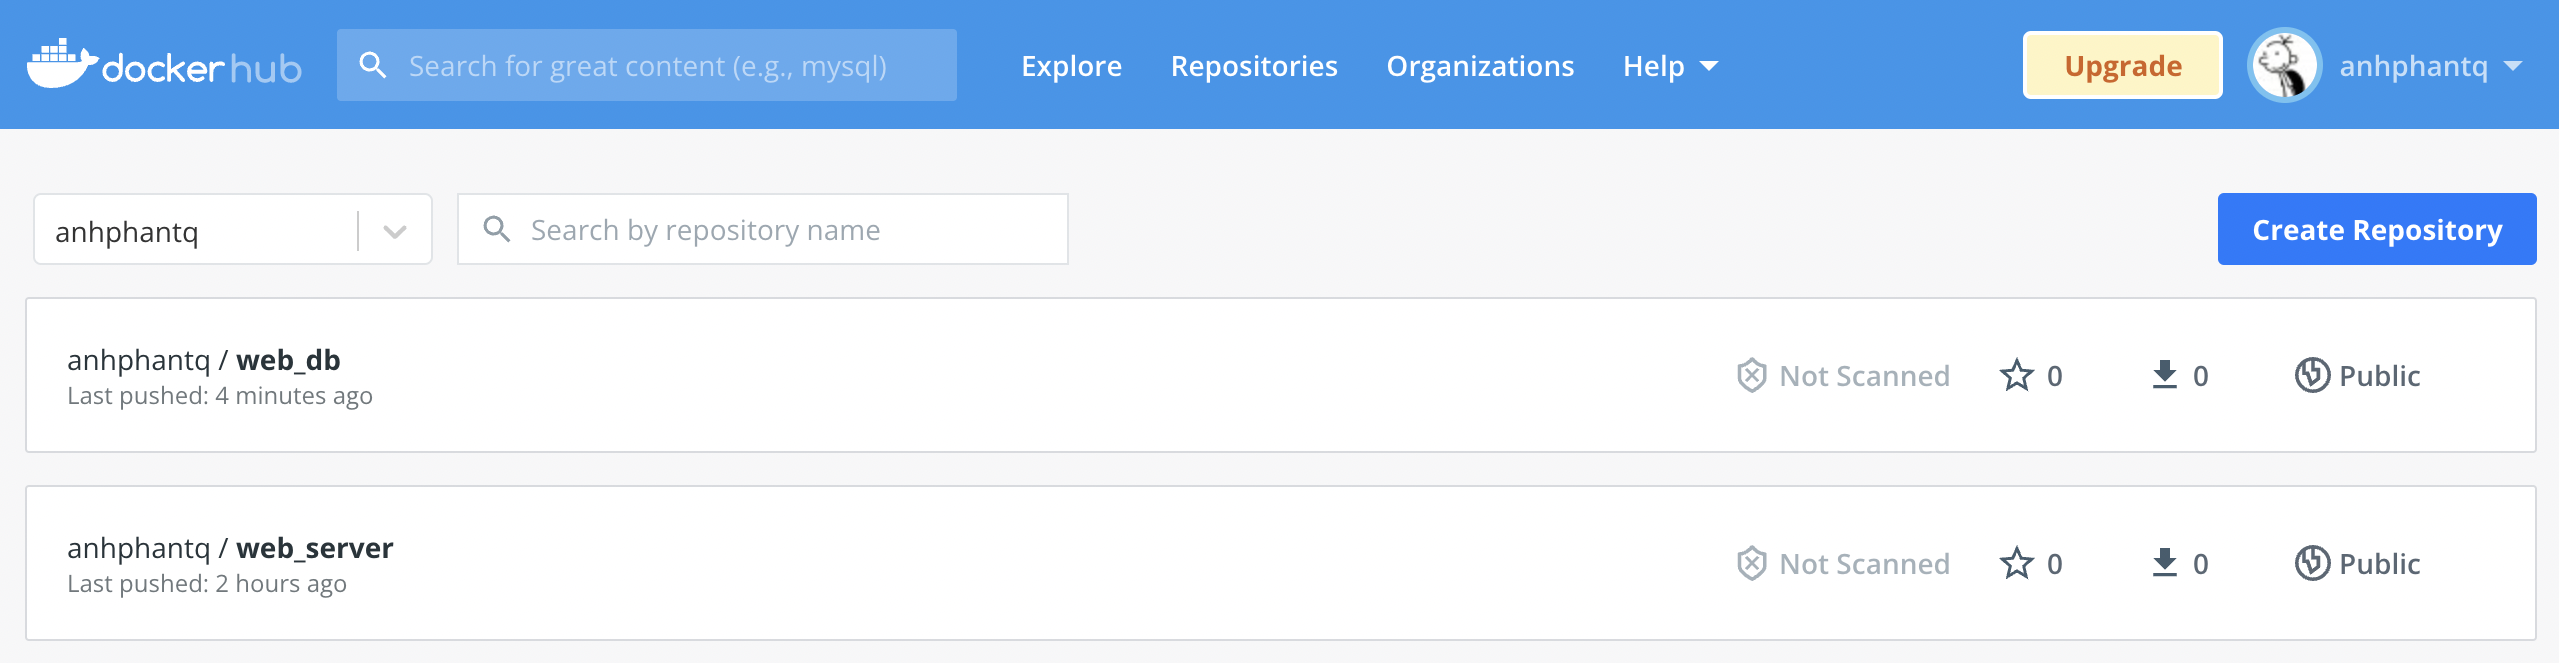 docker hub
Search for great content (e.g., mysql)
Explore
Repositories
Organizations
Help
Upgrade
anhphantq
anhphantq
Search by repository name
Create Repository
anhphantq / web_db
Last pushed: 4 minutes ago
Not Scanned
0
0
Public
anhphantq / web_server
Last pushed: 2 hours ago
Not Scanned
0
0
Public